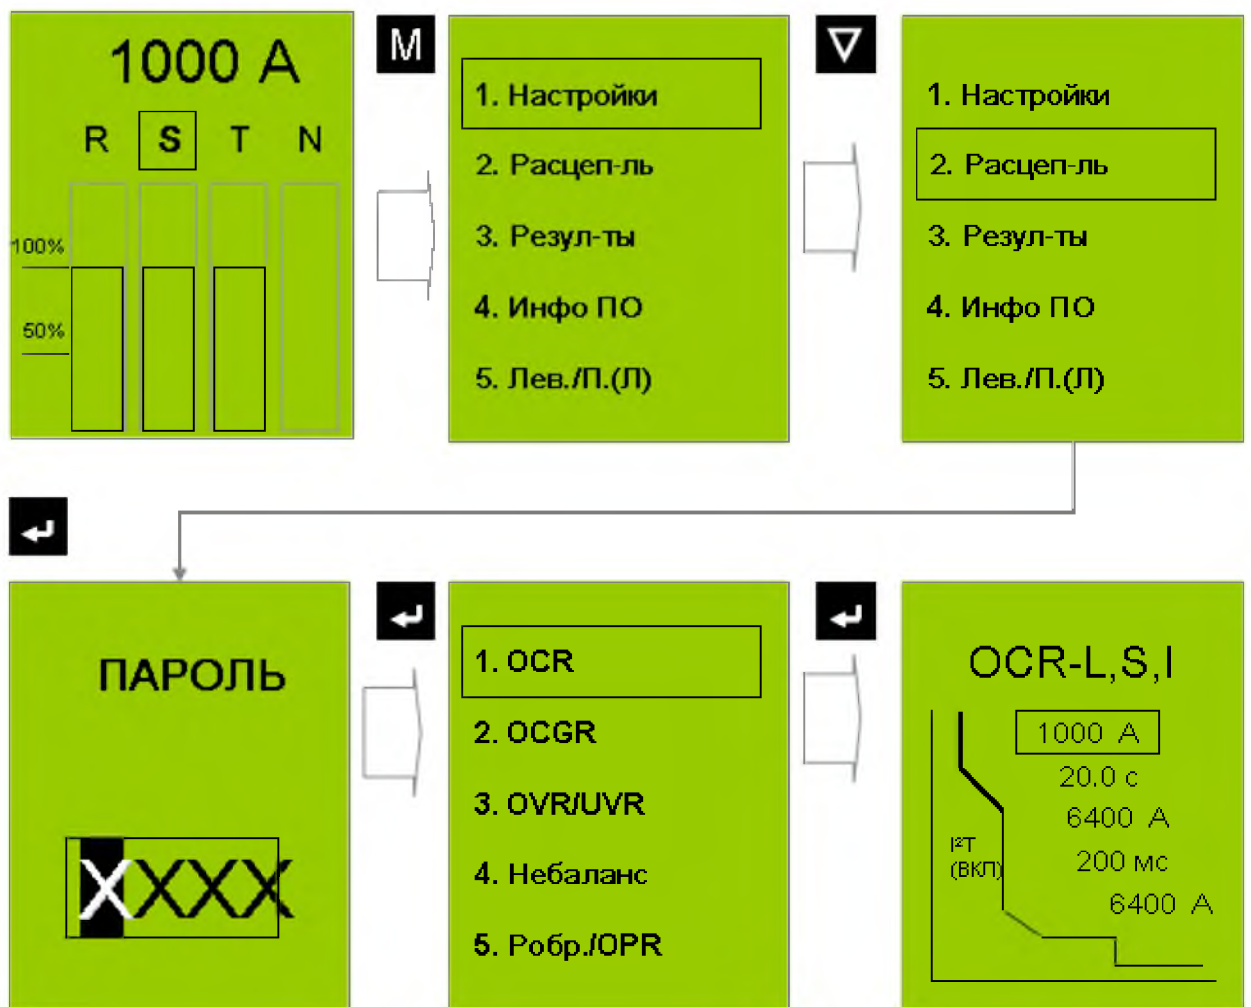 1000 A
R S T N
100%
50%
M
1. Настройки
2. Расцеп-ль
3. Резул-ты
4. Инфо ПО
5. Лев./П.(Л)
1. Настройки
2. Расцеп-ль
3. Резул-ты
4. Инфо ПО
5. Лев./П.(Л)
ПАРОЛЬ
XXXX
1. OCR
2. OCGR
3. OVR/UVR
4. Небаланс
5. Робр./OPR
OCR-L,S,I
1000 A
20.0 с
6400 A
I²T
(ВКЛ)
200 мс
6400 A